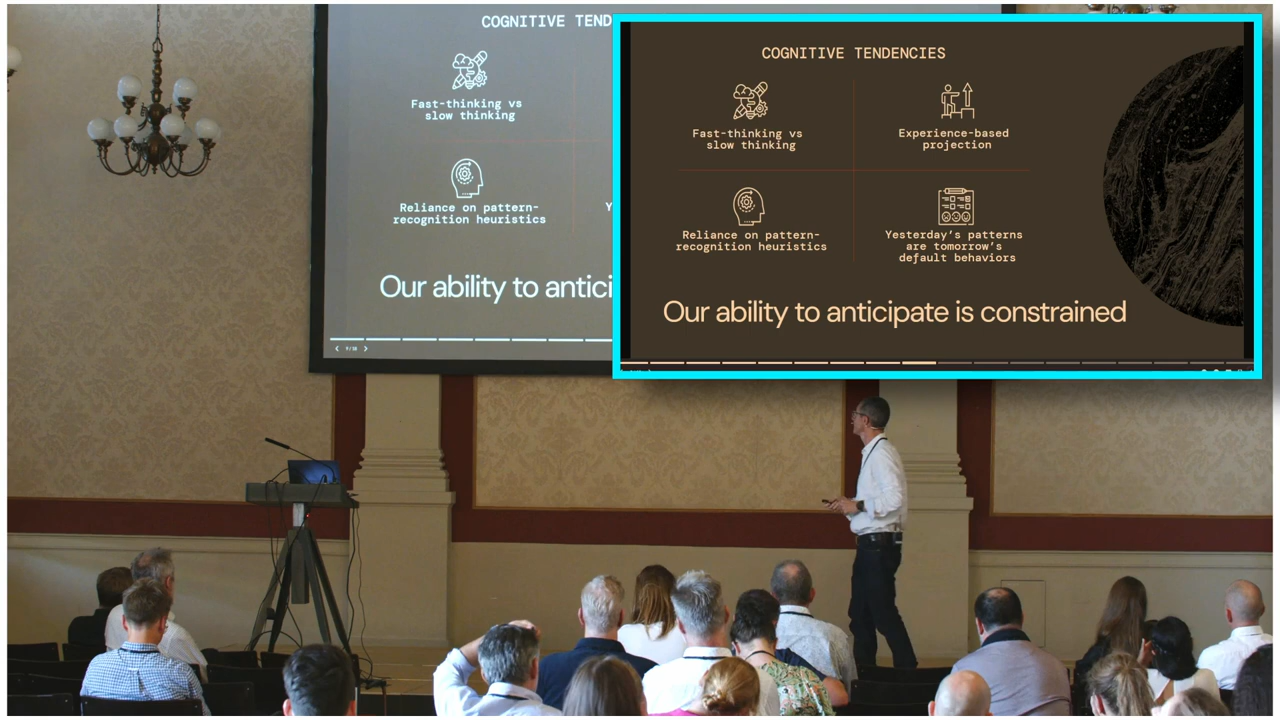 COGNITIVE TEND
Fast-thinking vs
slow thinking
Reliance on pattern-
recognition heuristics
Y
Our ability to antici
COGNITIVE TENDENCIES
Fast-thinking vs
slow thinking
Experience-based
projection
Reliance on pattern-
recognition heuristics
Yesterday's patterns
are tomorrow's
default behaviors
Our ability to anticipate is constrained